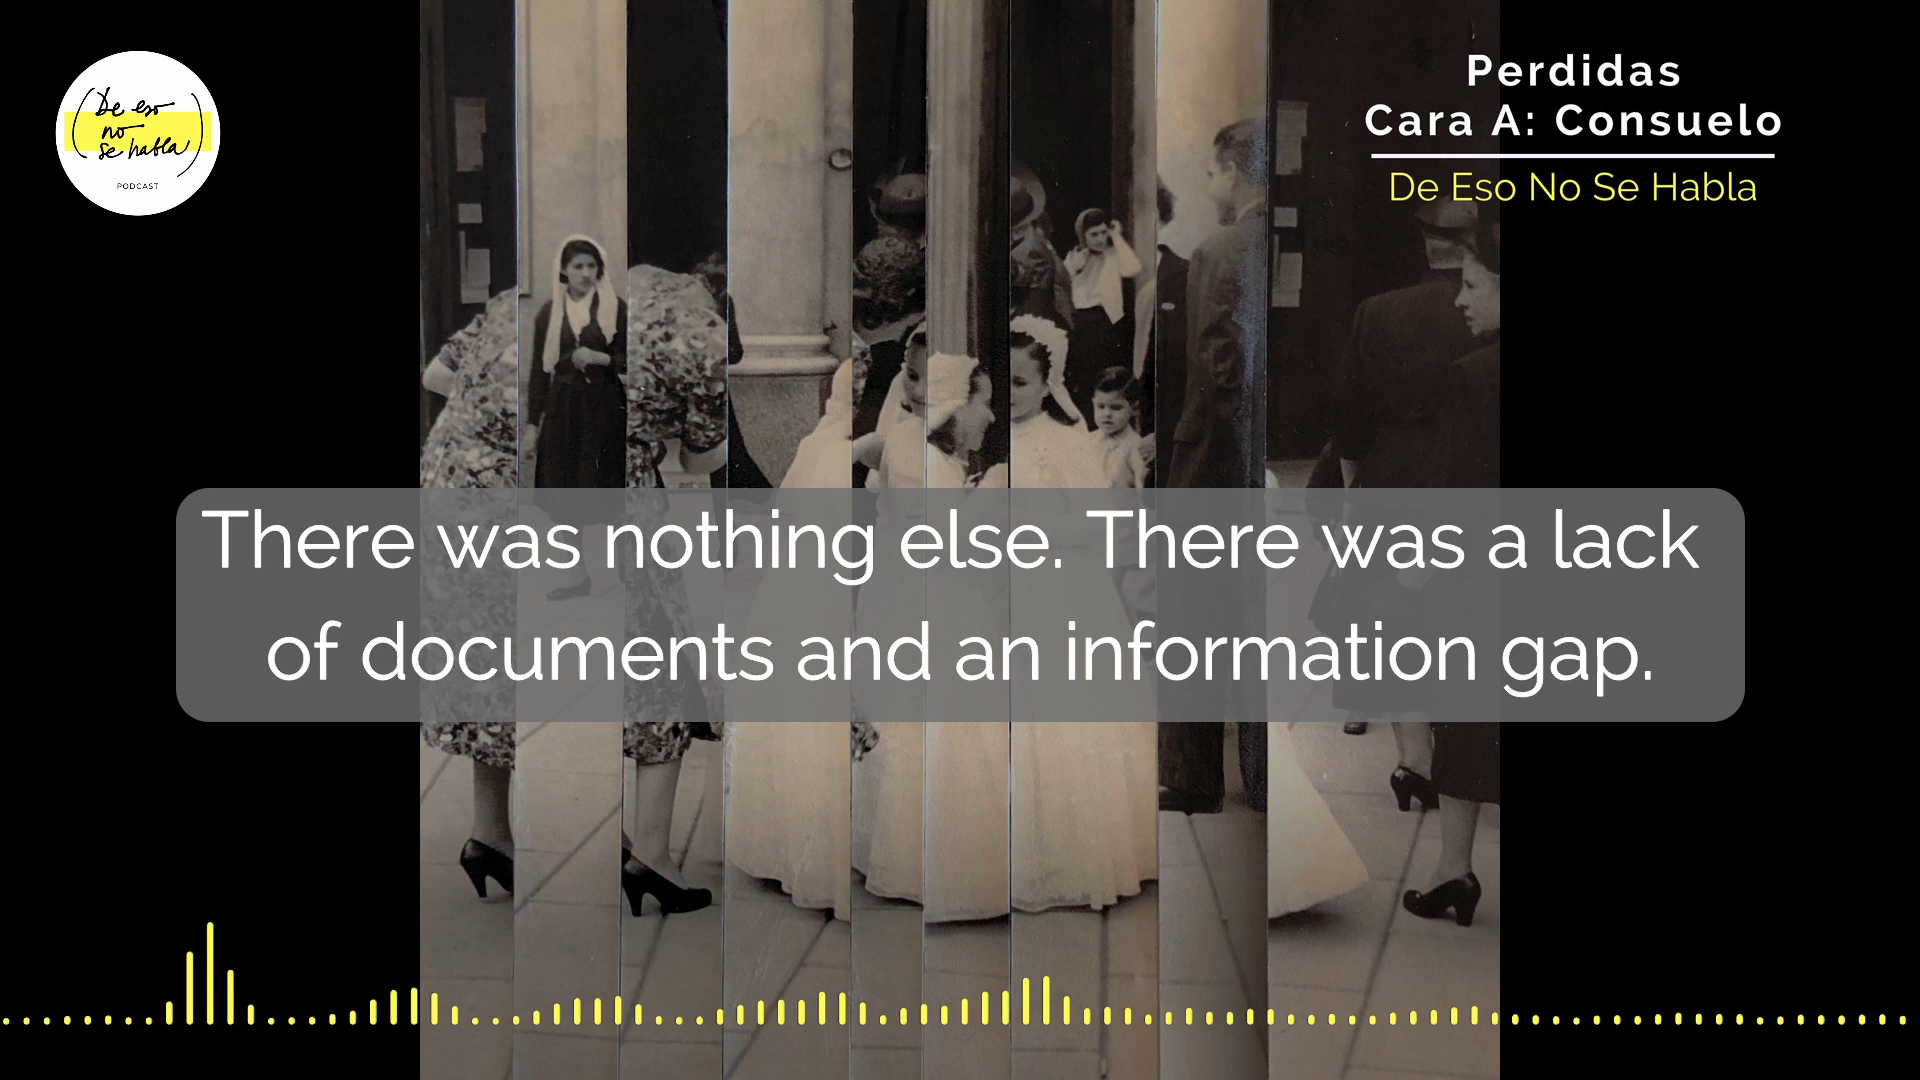 (De eso
no
se habla)
PODCAST
Perdidas
Cara A: Consuelo
De Eso No Se Habla
There was nothing else. There was a lack
of documents and an information gap.